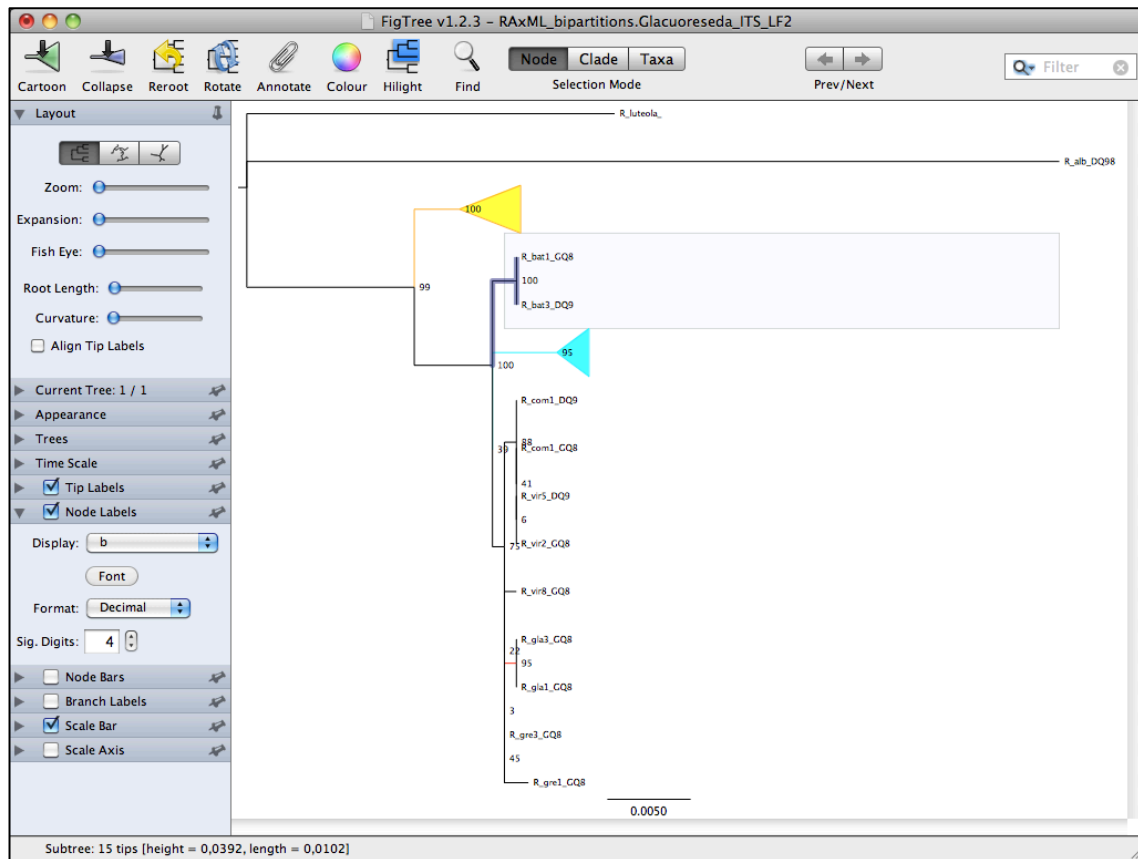 FigTree v1.2.3 – RAxML_bipartitions.Glacuoreseda_ITS_LF2
Cartoon Collapse Reroot Rotate Annotate Colour Hilight Find
Node Clade Taxa
Selection Mode
Prev/Next
Filter
Layout
Zoom:
Expansion:
Fish Eye:
Root Length:
Curvature:
Align Tip Labels
Current Tree: 1 / 1
Appearance
Trees
Time Scale
Tip Labels
Node Labels
Display: b
Font
Format: Decimal
Sig. Digits: 4
Node Bars
Branch Labels
Scale Bar
Scale Axis
R_luteola_
R_alb_DQ98
100
R_bat1_GQ8
100
99
R_bat3_DQ9
95
100
R_com1_DQ9
88
39
R_com1_GQ8
41
R_vir5_DQ9
6
75
R_vir2_GQ8
R_vir8_GQ8
R_gla3_GQ8
22
95
R_gla1_GQ8
3
R_gre3_GQ8
45
R_gre1_GQ8
0.0050
Subtree: 15 tips [height = 0,0392, length = 0,0102]